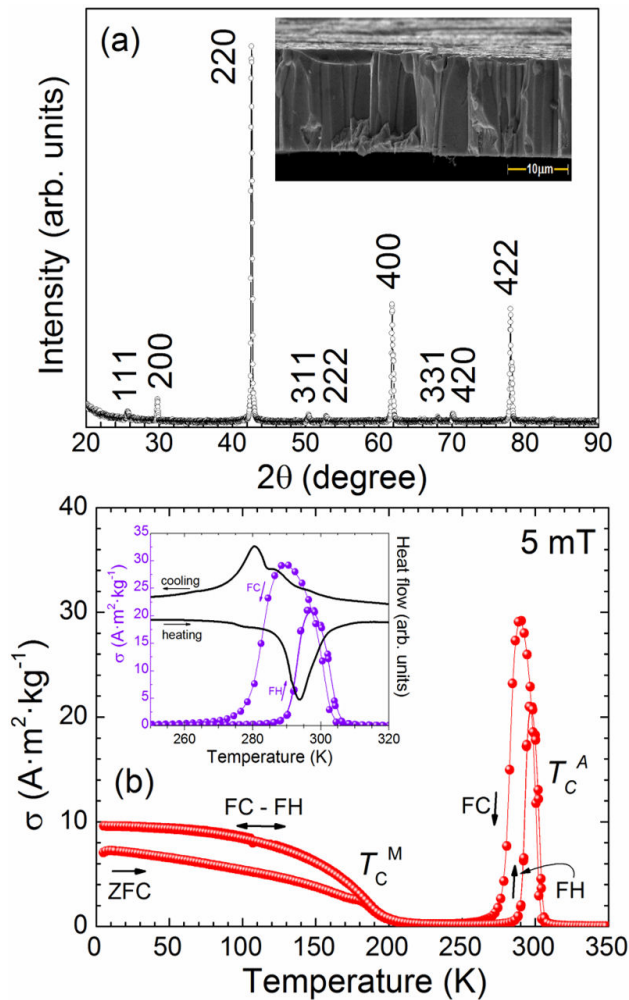 (a)
220
10μm
Intensity (arb. units)
111
200
311
222
400
331
420
422
20 30 40 50 60 70 80 90
2θ (degree)
40
30
20
10
0
σ (A·m²·kg⁻¹)
5 mT
35
30
25
20
15
10
5
0
σ (A·m²·kg⁻¹)
cooling
heating
FC
FH
Heat flow (arb. units)
260 280 300 320
Temperature (K)
(b)
FC - FH
ZFC
T_C^M
FC
T_C^A
FH
0 50 100 150 200 250 300 350
Temperature (K)